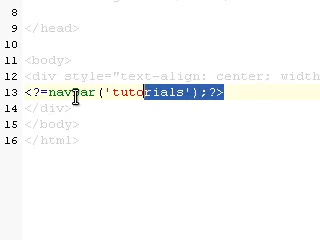 8
9 </head>
10
11 <body>
12 <div style="text-align: center; width
13 <?=navbar('tutorials');?>
14 </div>
15 </body>
16 </html>